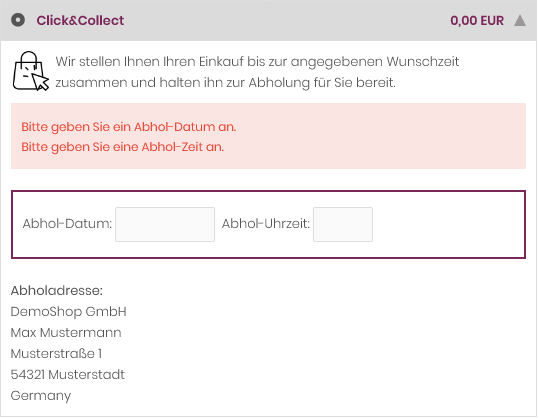 Click&Collect 0,00 EUR ▲
Wir stellen Ihnen Ihren Einkauf bis zur angegebenen Wunschzeit
zusammen und halten ihn zur Abholung für Sie bereit.
Bitte geben Sie ein Abhol-Datum an.
Bitte geben Sie eine Abhol-Zeit an.
Abhol-Datum: Abhol-Uhrzeit:
Abholadresse:
DemoShop GmbH
Max Mustermann
Musterstraße 1
54321 Musterstadt
Germany